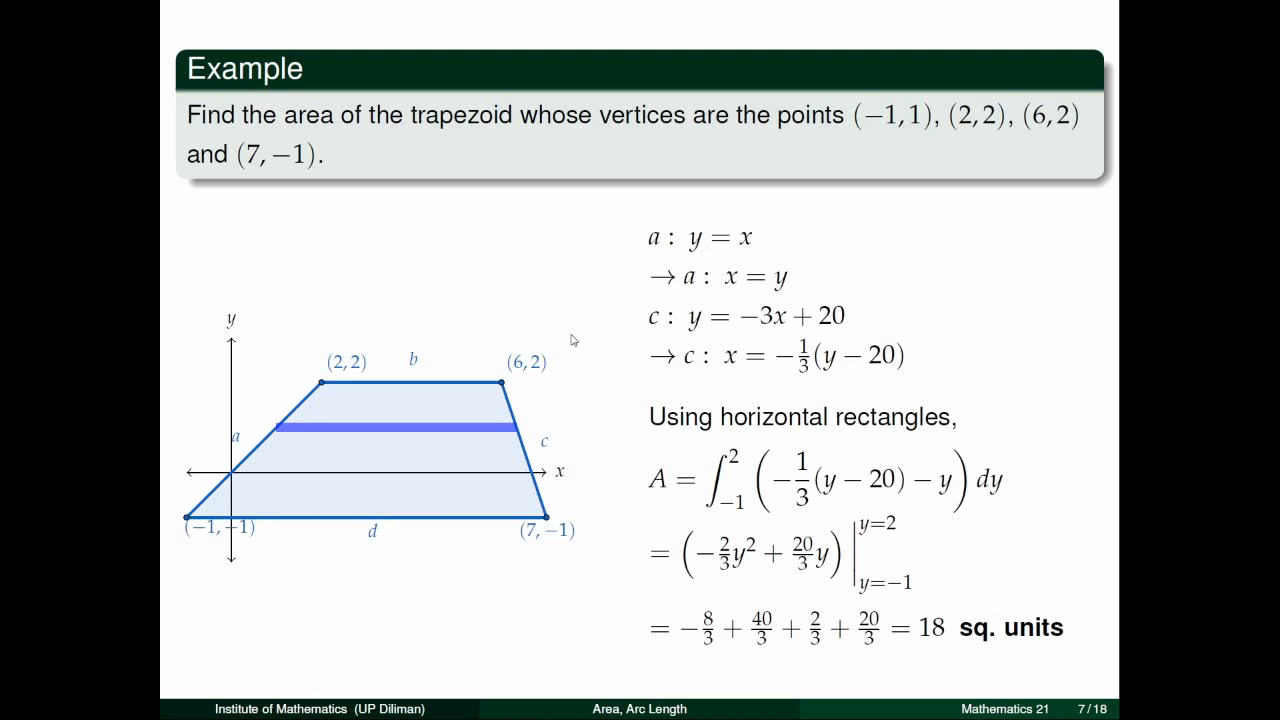 Example
Find the area of the trapezoid whose vertices are the points (−1, 1), (2, 2), (6, 2)
and (7, −1).
a : y = x
→ a : x = y
c : y = −3x + 20
→ c : x = −1/3(y − 20)
Using horizontal rectangles,
A = ∫_{−1}^{2} (−1/3(y − 20) − y) dy
= (−2/3y² + 20/3y) |_{y=−1}^{y=2}
= −8/3 + 40/3 + 2/3 + 20/3 = 18 sq. units
y
(2, 2) b (6, 2)
a c
x
(−1, −1) d (7, −1)
Institute of Mathematics (UP Diliman) Area, Arc Length Mathematics 21 7 / 18